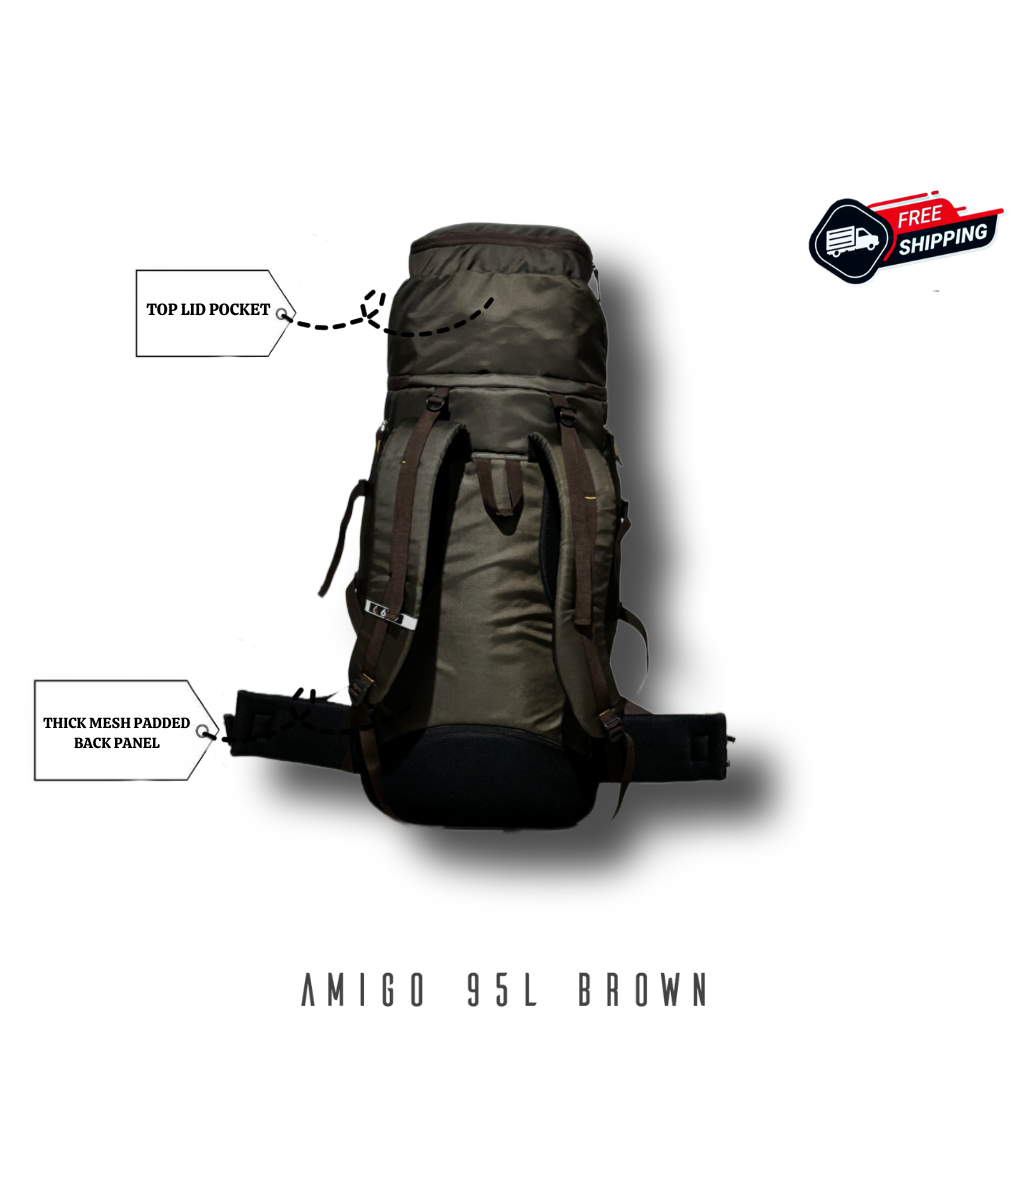 FREE
SHIPPING
TOP LID POCKET
THICK MESH PADDED
BACK PANEL
AMIGO 95L BROWN